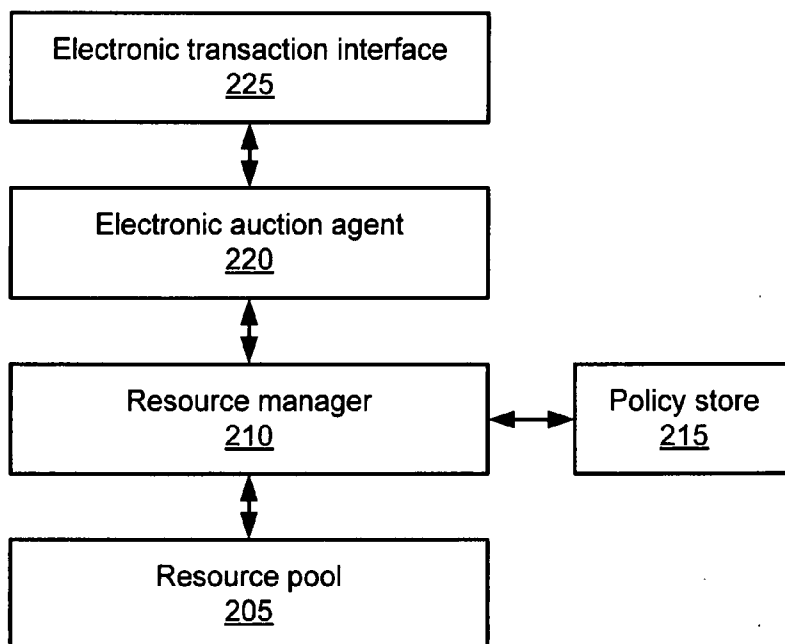 Electronic transaction interface
225
Electronic auction agent
220
Resource manager
210
Policy store
215
Resource pool
205